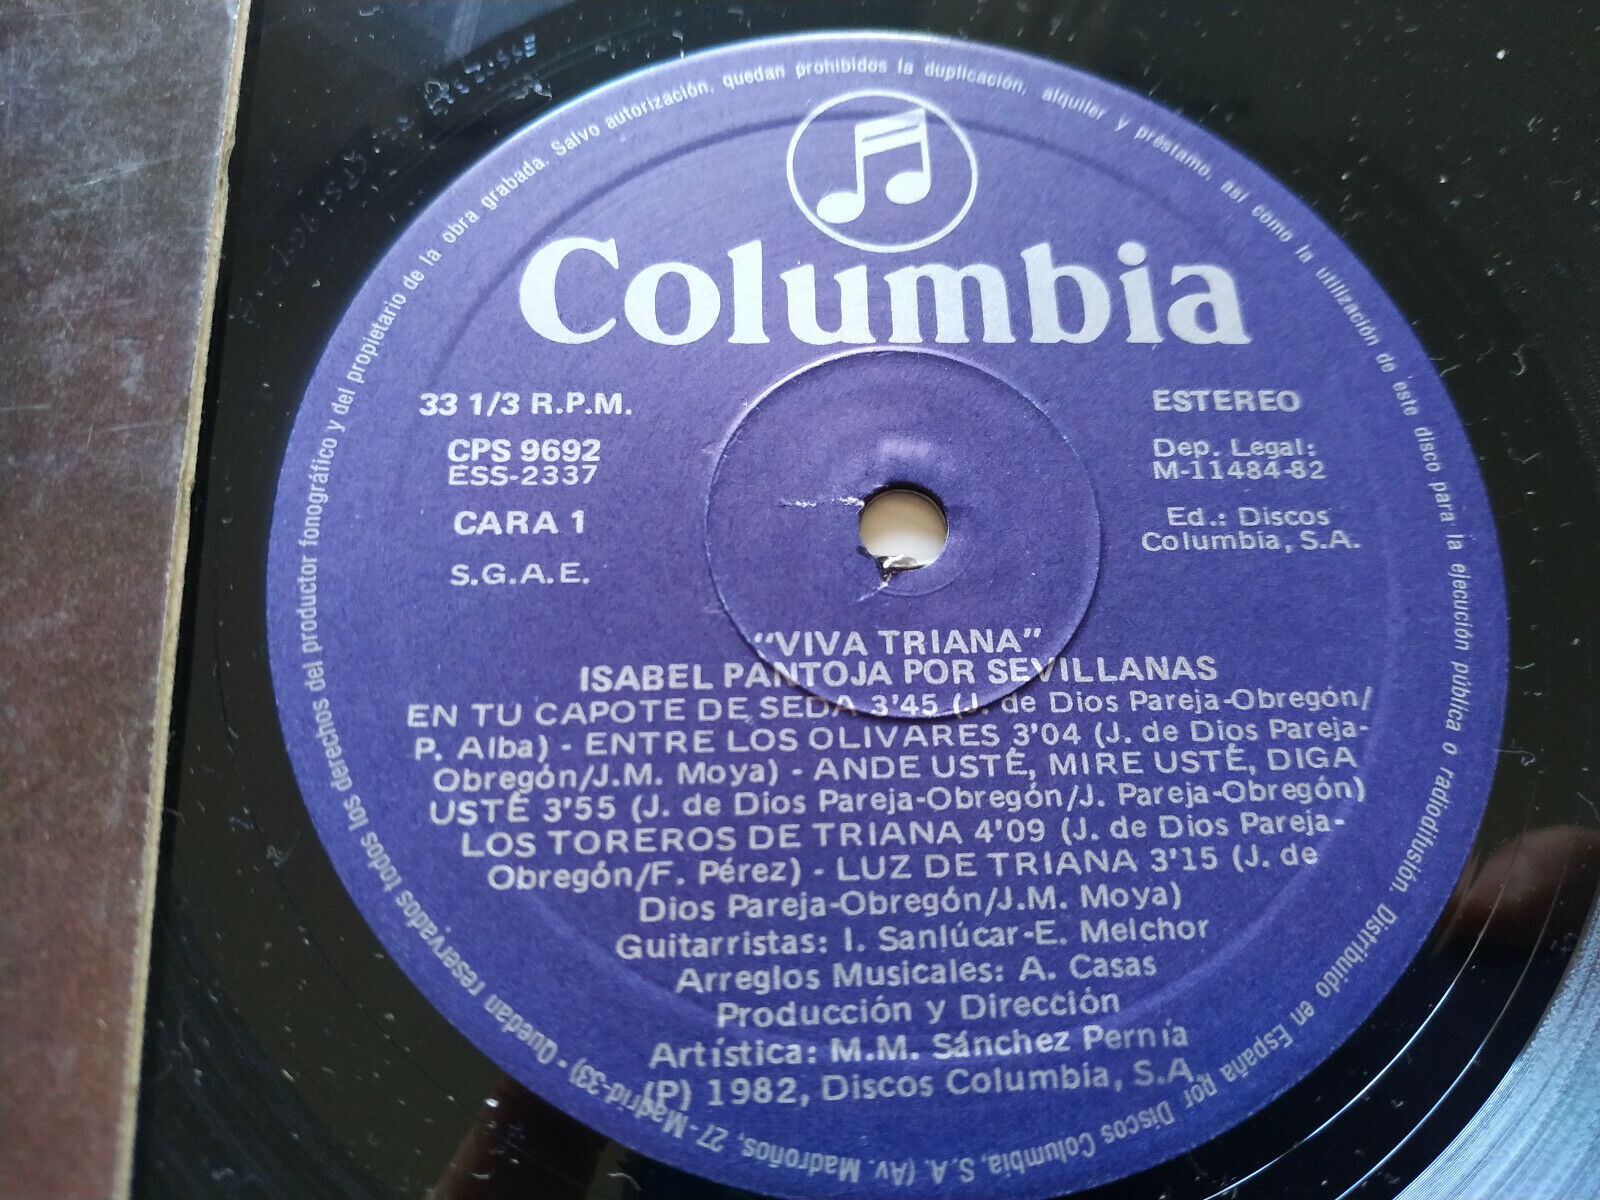 Columbia
33 1/3 R.P.M.
CPS 9692
ESS-2337
CARA 1
S.G.A.E.
ESTEREO
Dep. Legal:
M-11484-82
Ed.: Discos
Columbia, S.A.
"VIVA TRIANA"
ISABEL PANTOJA POR SEVILLANAS
EN TU CAPOTE DE SEDA 3'45 (J. de Dios Pareja-Obregón/
P. Alba) - ENTRE LOS OLIVARES 3'04 (J. de Dios Pareja-
Obregón/J.M. Moya) - ANDE USTÉ, MIRE USTÉ, DIGA
USTÉ 3'55 (J. de Dios Pareja-Obregón/J. Pareja-Obregón)
LOS TOREROS DE TRIANA 4'09 (J. de Dios Pareja-
Obregón/F. Pérez) - LUZ DE TRIANA 3'15 (J. de
Dios Pareja-Obregón/J.M. Moya)
Guitarristas: I. Sanlúcar-E. Melchor
Arreglos Musicales: A. Casas
Producción y Dirección
Artística: M.M. Sánchez Pernía
(P) 1982, Discos Columbia, S.A.
Quedan reservados todos los derechos del productor fonográfico y del propietario de la obra grabada. Salvo autorización, quedan prohibidos la duplicación, alquiler y préstamo, así como la utilización de este disco para la ejecución pública o radiodifusión. Distribuido en España por Discos Columbia, S.A. (Av. Madroños, 27-Madrid-33) •